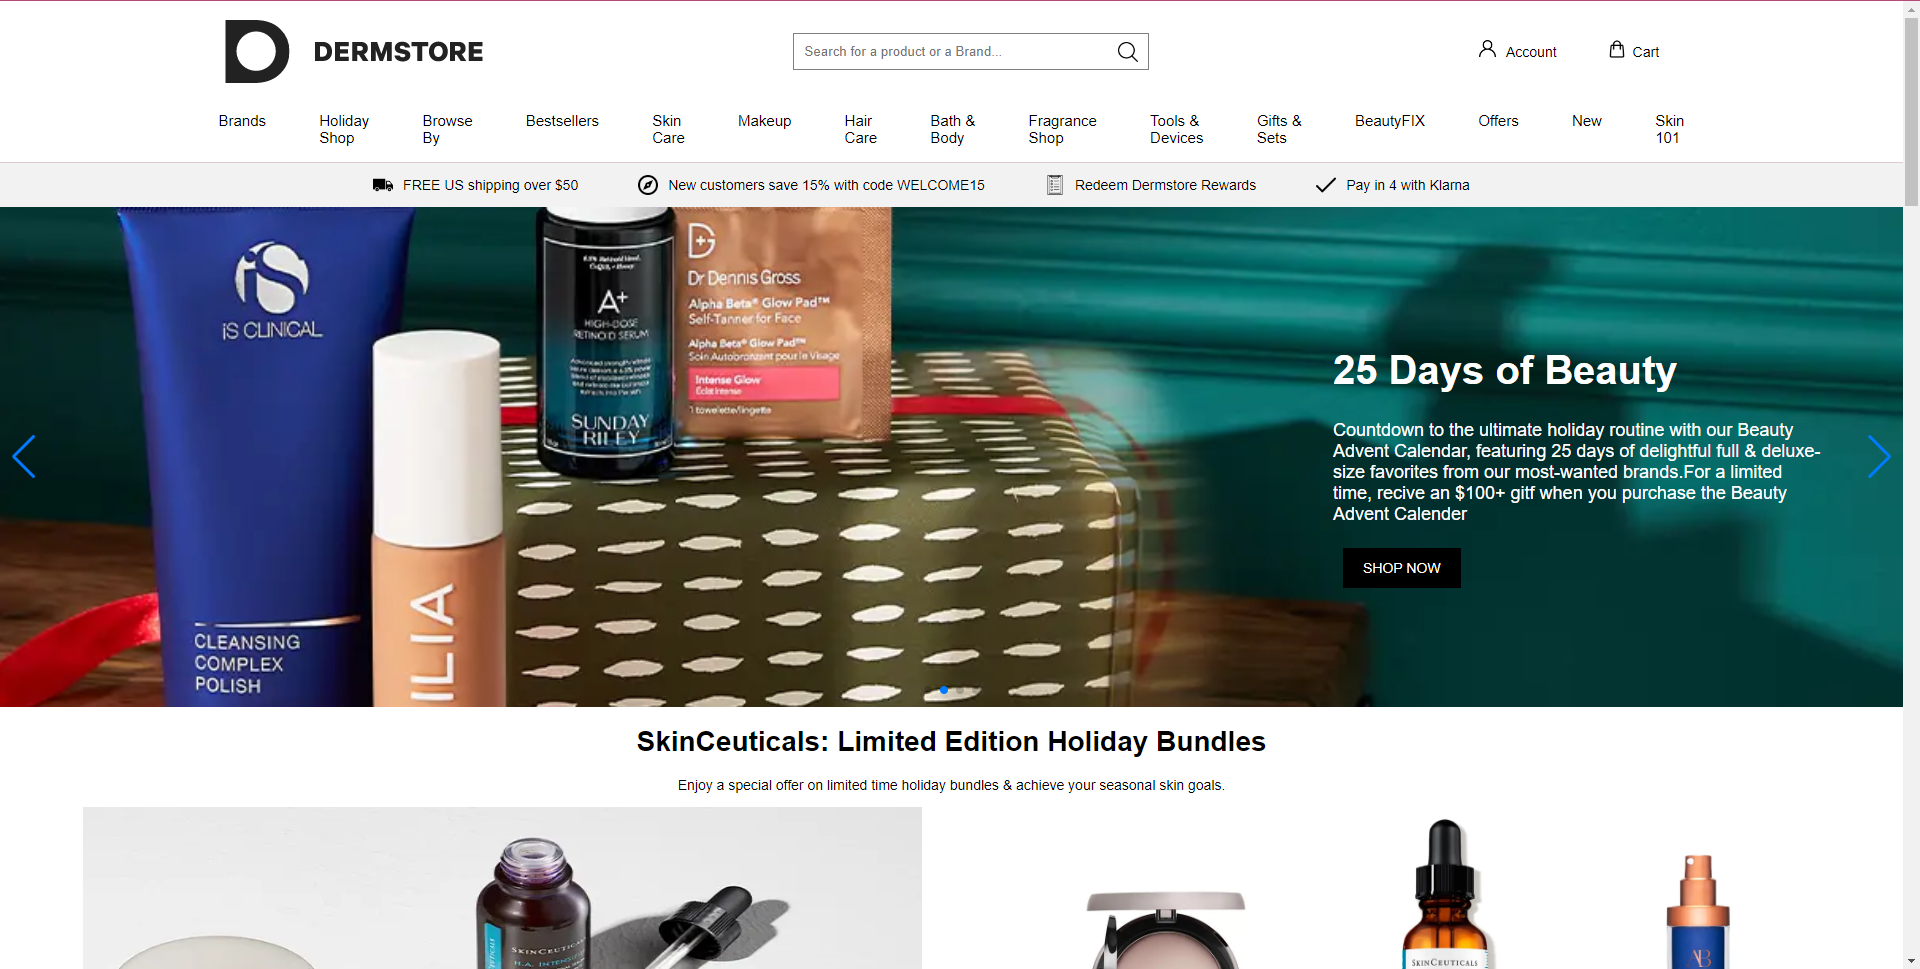 DERMSTORE
Search for a product or a Brand...
Account
Cart
Brands
Holiday
Shop
Browse
By
Bestsellers
Skin
Care
Makeup
Hair
Care
Bath &
Body
Fragrance
Shop
Tools &
Devices
Gifts &
Sets
BeautyFIX
Offers
New
Skin
101
FREE US shipping over $50
New customers save 15% with code WELCOME15
Redeem Dermstore Rewards
Pay in 4 with Klarna
iS
iS CLINICAL
CLEANSING
COMPLEX
POLISH
ILIA
A+
HIGH-DOSE
RETINOID SERUM
SUNDAY
RILEY
Dr Dennis Gross
Alpha Beta® Glow Pad™
Self-Tanner for Face
Alpha Beta® Glow Pad™
Soin Autobronzant pour le Visage
Intense Glow
Éclat Intense
1 towelette/lingette
25 Days of Beauty
Countdown to the ultimate holiday routine with our Beauty
Advent Calendar, featuring 25 days of delightful full & deluxe-
size favorites from our most-wanted brands.For a limited
time, recive an $100+ gitf when you purchase the Beauty
Advent Calender
SHOP NOW
SkinCeuticals: Limited Edition Holiday Bundles
Enjoy a special offer on limited time holiday bundles & achieve your seasonal skin goals.
SKINCEUTICALS
H.A. INTENSIFIER
SKINCEUTICALS